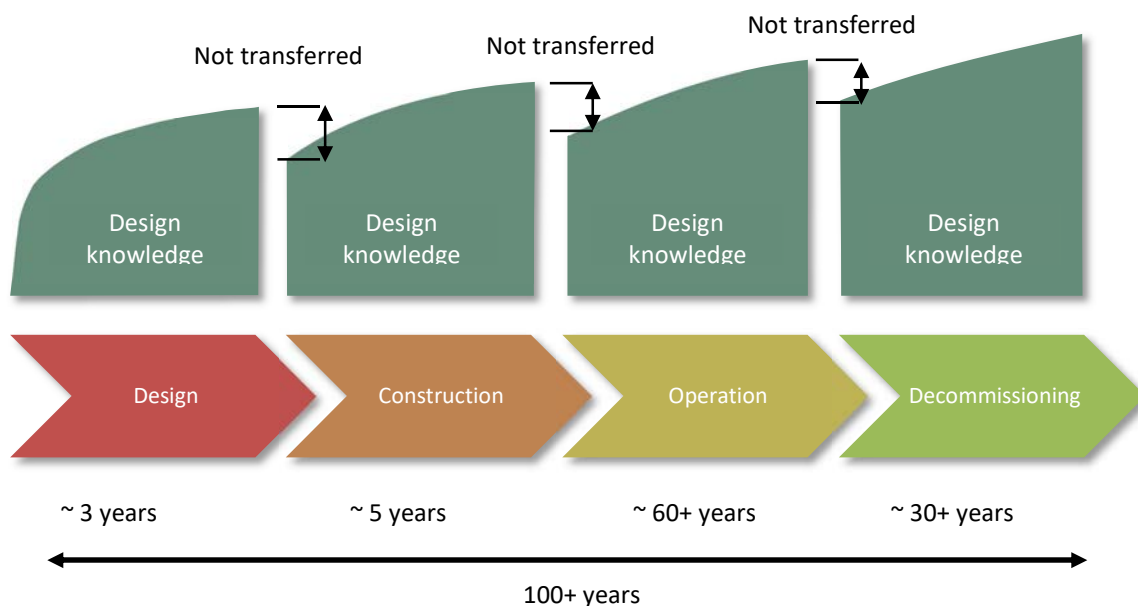 Not transferred
Not transferred
Not transferred
Design
knowledge
Design
knowledge
Design
knowledge
Design
knowledge
Design
Construction
Operation
Decommissioning
~ 3 years
~ 5 years
~ 60+ years
~ 30+ years
100+ years